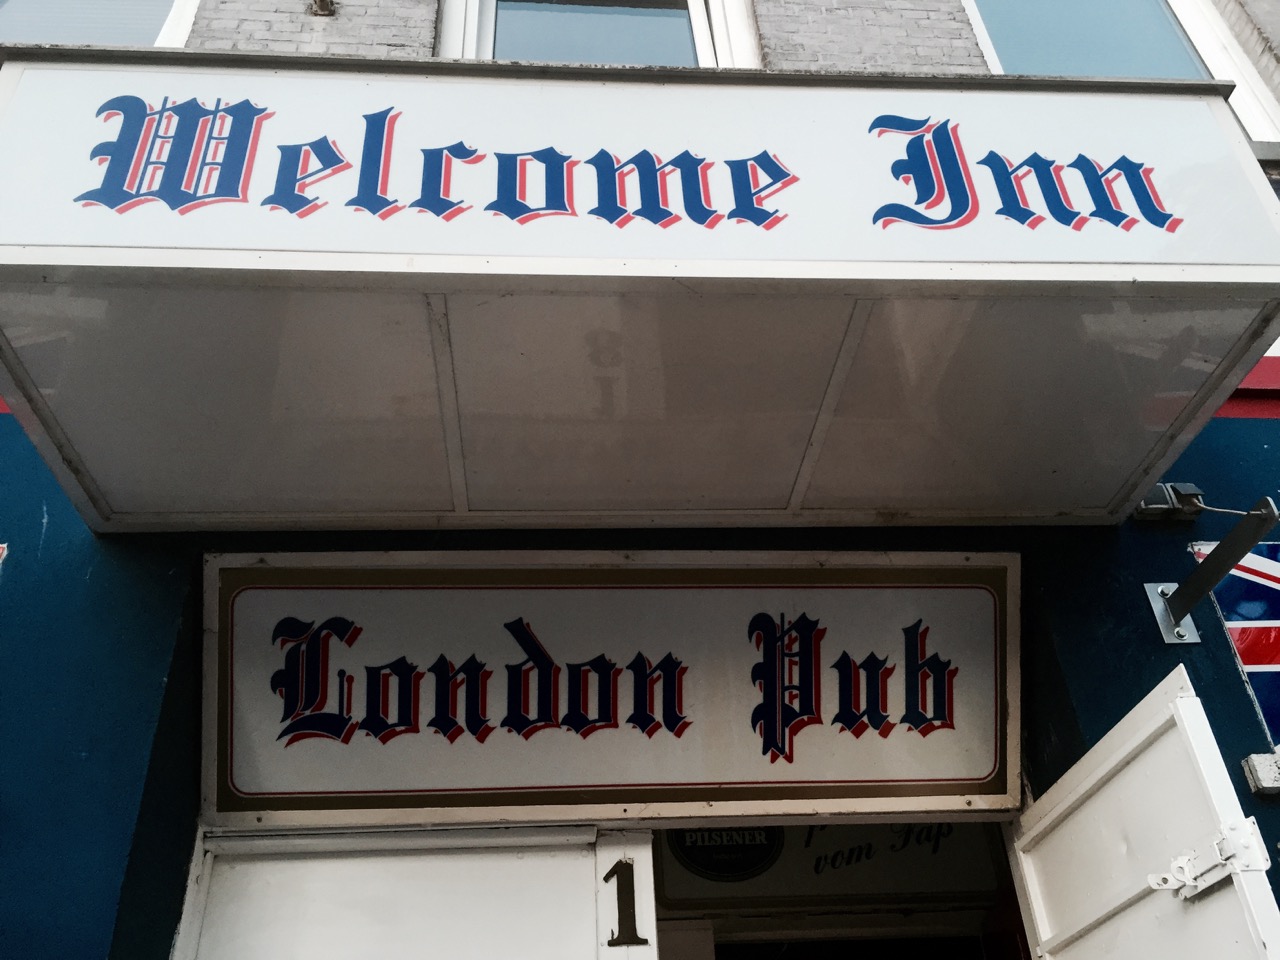 Welcome Inn
London Pub
PILSENER
vom Faß
1